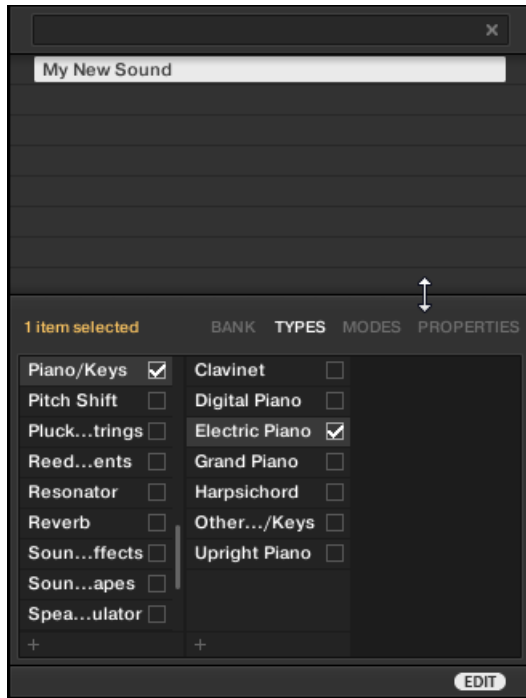 ×
My New Sound
1 item selected BANK TYPES MODES PROPERTIES
Piano/Keys Clavinet
Pitch Shift Digital Piano
Pluck...trings Electric Piano
Reed...ents Grand Piano
Resonator Harpsichord
Reverb Other.../Keys
Soun...ffects Upright Piano
Soun...apes
Spea...ulator
+ +
EDIT